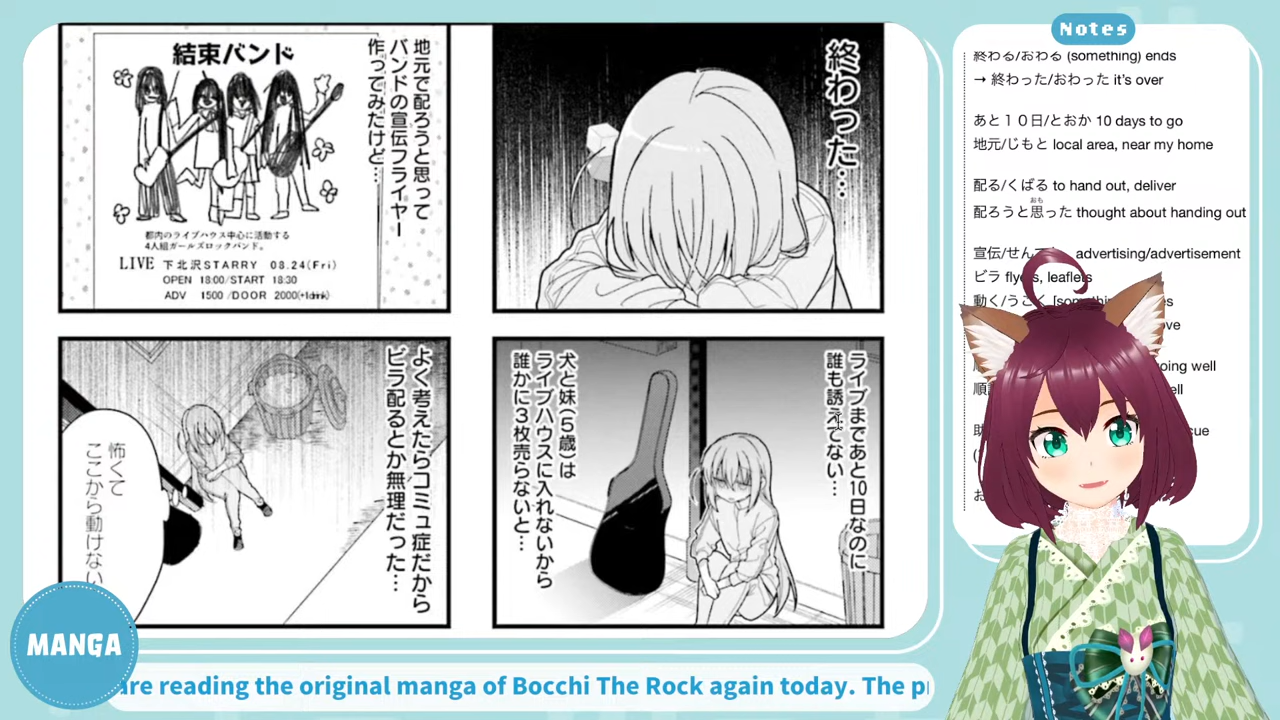 終わった…
ライブまであと10日なのに
誰も誘えてない…
犬と妹(5歳)は
ライブハウスに入れないから
誰かに3枚売らないと…
地元で配ろうと思って
バンドの宣伝フライヤー
作ってみたけど…
結束バンド
都内のライブハウス中心に活動する
4人組ガールズロックバンド。
LIVE 下北沢STARRY 08.24(Fri)
OPEN 18:00/START 18:30
ADV 1500/DOOR 2000(+1drink)
よく考えたらコミュ症だから
ビラ配るとか無理だった…
怖くて
ここから動けない
Notes
終わる/おわる (something) ends
→ 終わった/おわった it's over
あと10日/とおか 10 days to go
地元/じもと local area, near my home
配る/くばる to hand out, deliver
おも
配ろうと思った thought about handing out
宣伝/せん advertising/advertisement
ビラ flyers, leaflets
動く/うごく
oing well
MANGA
are reading the original manga of Bocchi The Rock again today. The